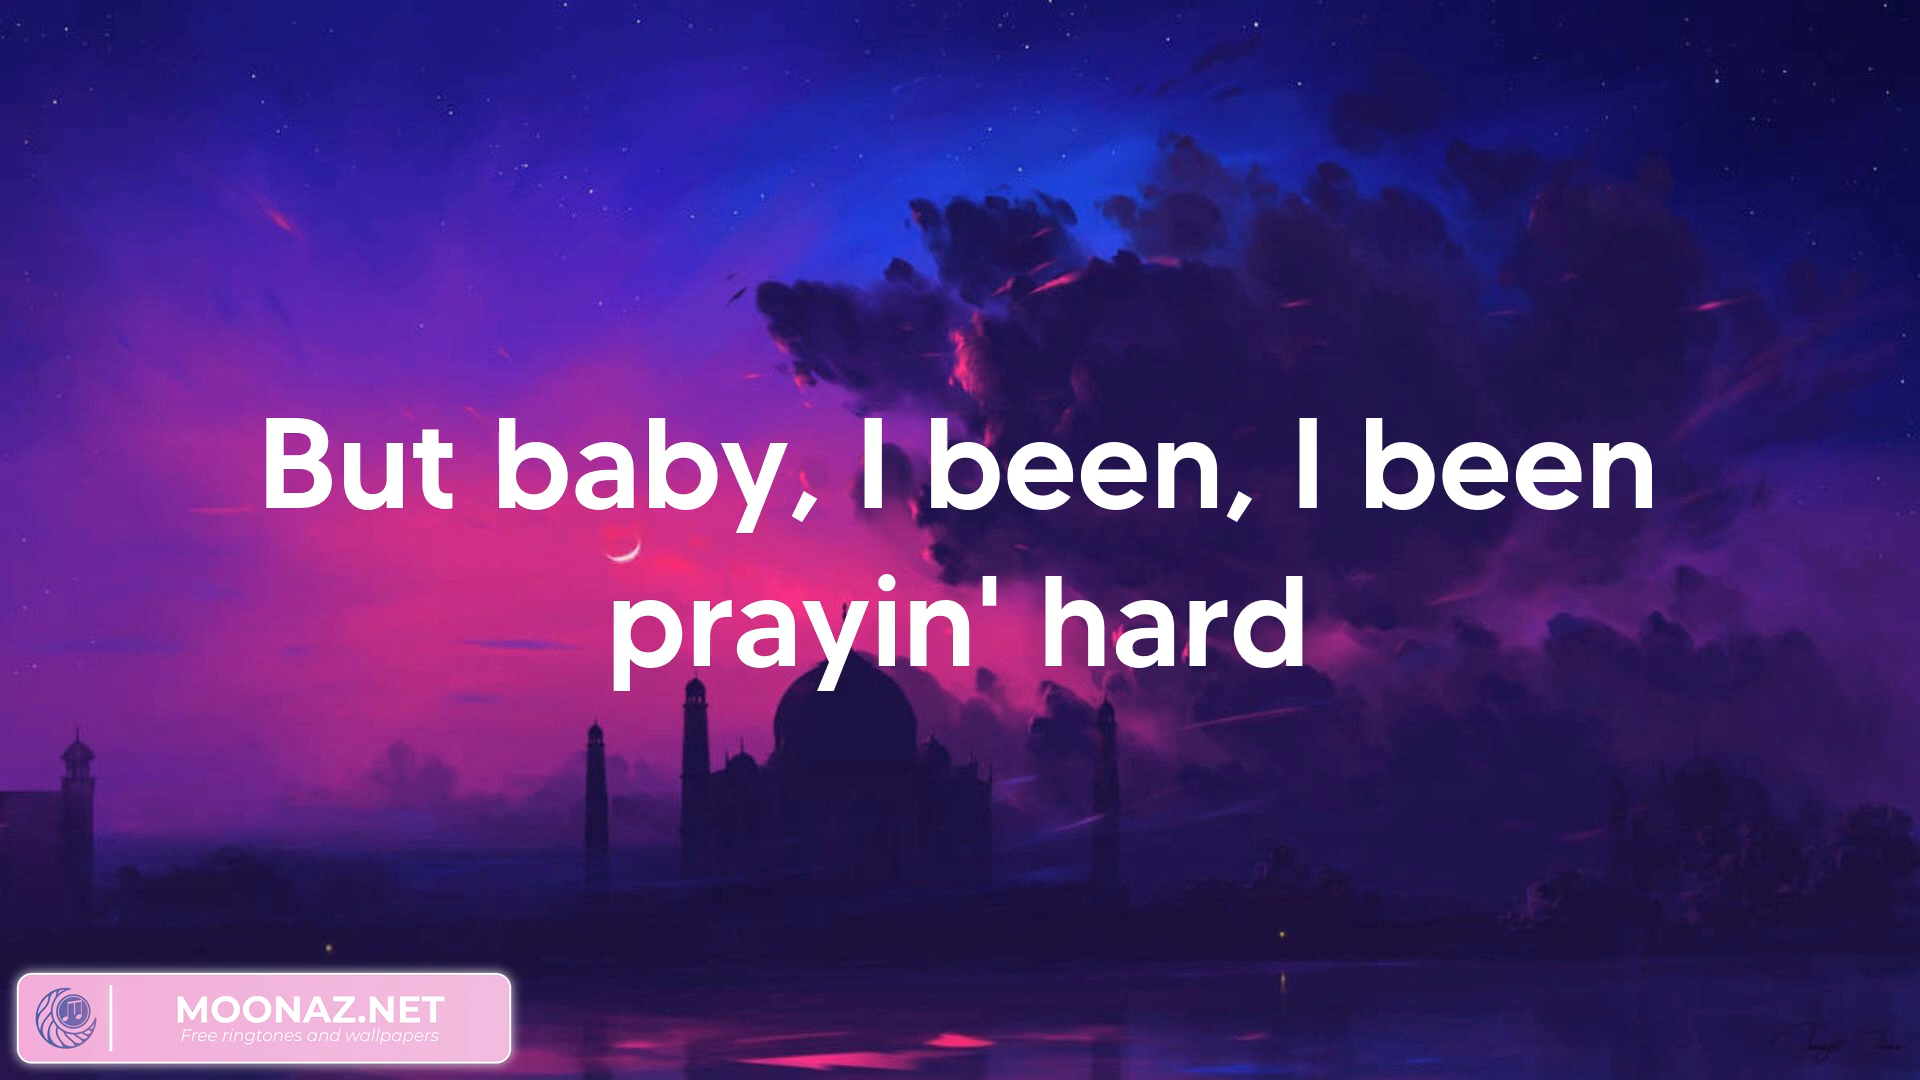 But baby, I been, I been
prayin' hard
MOONAZ.NET
Free ringtones and wallpapers